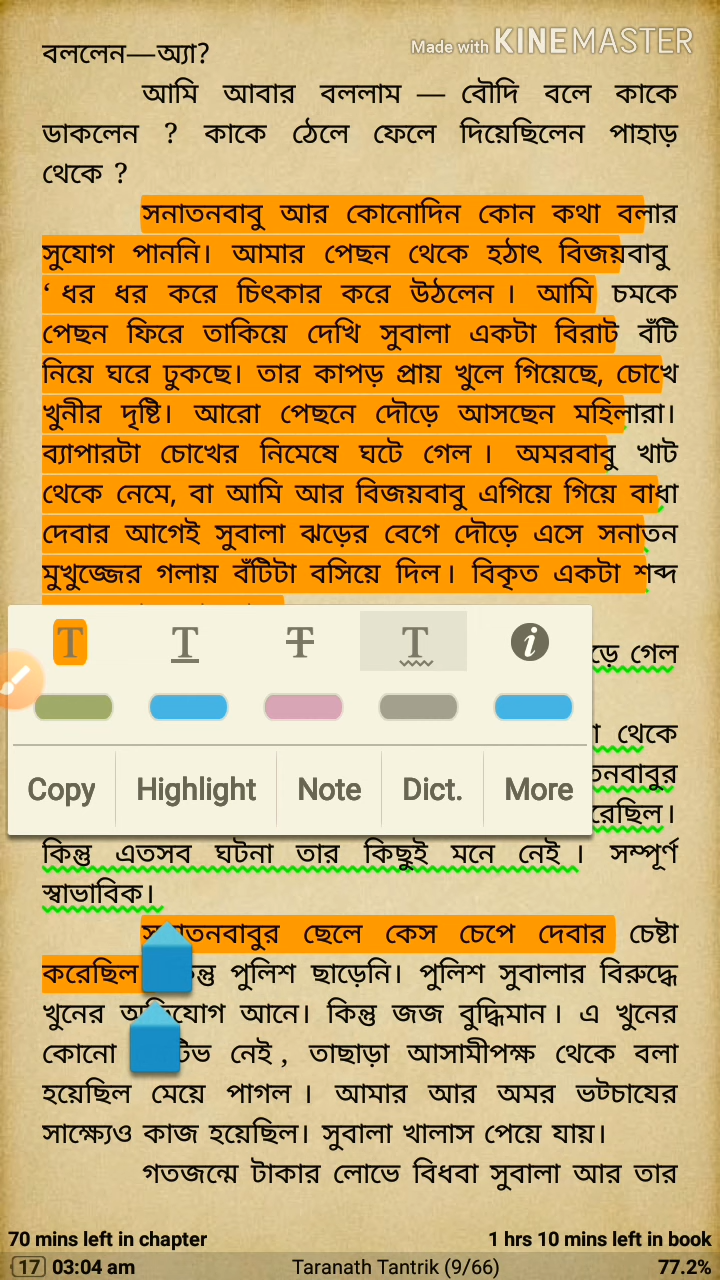 বললেন—অ্যা?
Made with KINEMASTER
আমি আবার বললাম — বৌদি বলে কাকে
ডাকলেন ? কাকে ঠেলে ফেলে দিয়েছিলেন পাহাড়
থেকে ?
সনাতনবাবু আর কোনোদিন কোন কথা বলার
সুযোগ পাননি। আমার পেছন থেকে হঠাৎ বিজয়বাবু
‘ ধর ধর করে চিৎকার করে উঠলেন । আমি চমকে
পেছন ফিরে তাকিয়ে দেখি সুবালা একটা বিরাট বঁটি
নিয়ে ঘরে ঢুকছে। তার কাপড় প্রায় খুলে গিয়েছে, চোখে
খুনীর দৃষ্টি। আরো পেছনে দৌড়ে আসছেন মহিলারা।
ব্যাপারটা চোখের নিমেষে ঘটে গেল । অমরবাবু খাট
থেকে নেমে, বা আমি আর বিজয়বাবু এগিয়ে গিয়ে বাধা
দেবার আগেই সুবালা ঝড়ের বেগে দৌড়ে এসে সনাতন
মুখুজ্জের গলায় বঁটিটা বসিয়ে দিল। বিকৃত একটা শব্দ
T T T T i
গেল
থেকে
Copy Highlight Note Dict. More
কিন্তু এতসব ঘটনা তার কিছুই মনে নেই । সম্পূর্ণ
স্বাভাবিক।
ছেলে কেস চেপে দেবার চেষ্টা
করেছিল পুলিশ ছাড়েনি। পুলিশ সুবালার বিরুদ্ধে
খুনের আনে। কিন্তু জজ বুদ্ধিমান । এ খুনের
কোনো নেই , তাছাড়া আসামীপক্ষ থেকে বলা
হয়েছিল মেয়ে পাগল । আমার আর অমর ভটচাযের
সাক্ষ্যেও কাজ হয়েছিল। সুবালা খালাস পেয়ে যায়।
গতজন্মে টাকার লোভে বিধবা সুবালা আর তার
70 mins left in chapter 1 hrs 10 mins left in book
17 03:04 am Taranath Tantrik (9/66) 77.2%